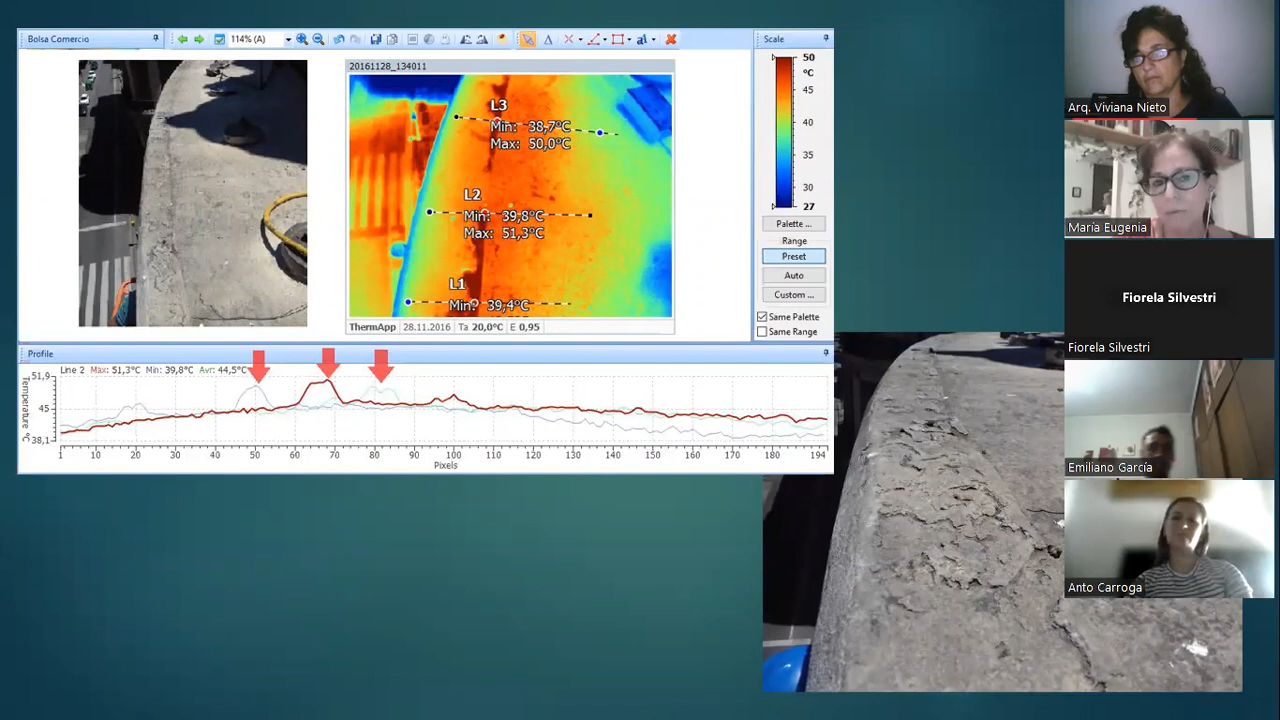 Bolsa Comercio
114% (A)
Scale
20161128_134011
L3
Min: 38,7°C
Max: 50,0°C
L2
Min: 39,8°C
Max: 51,3°C
L1
Min: 39,4°C
ThermApp 28.11.2016 Ta 20,0°C E 0,95
50
°C
45
40
35
30
27
Palette ...
Range
Preset
Auto
Custom ...
Same Palette
Same Range
Profile
Line 2 Max: 51,3°C Min: 39,8°C Avr: 44,5°C
Temperature °C
51,9
45
38,1
1 10 20 30 40 50 60 70 80 90 100 110 120 130 140 150 160 170 180 194
Pixels
Arq. Viviana Nieto
María Eugenia
Fiorela Silvestri
Fiorela Silvestri
Emiliano García
Anto Carroga